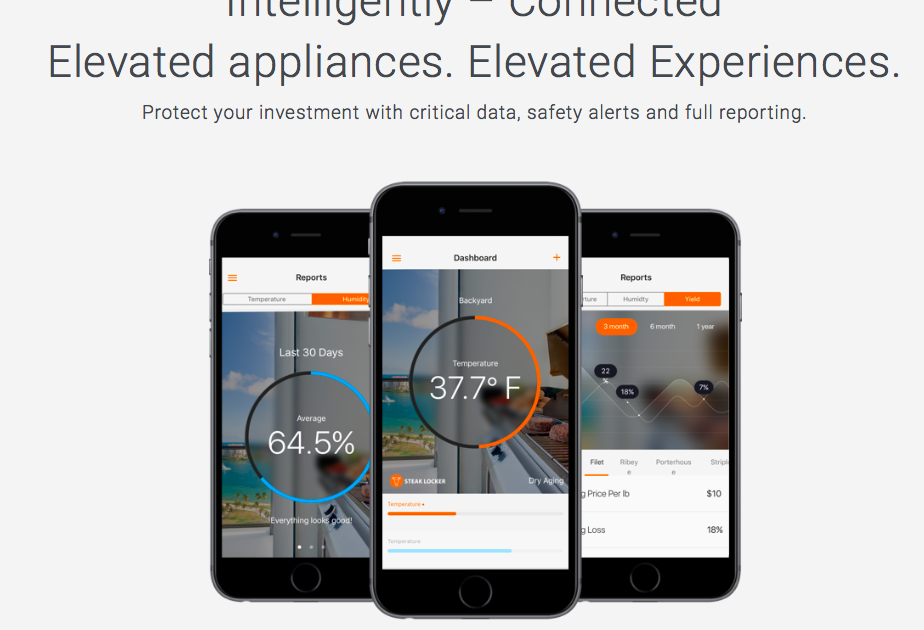 Intelligently – Connected
Elevated appliances. Elevated Experiences.
Protect your investment with critical data, safety alerts and full reporting.
Reports
Temperature
Humidity
Last 30 Days
Average
64.5%
Everything looks good!
Dashboard
+
Backyard
Temperature
37.7° F
STEAK LOCKER
Dry Aging
Temperature
Temperature
Reports
Humidty
Yield
3 month
6 month
1 year
22
18%
7%
Filet
Ribey
e
Porterhous
e
g Price Per lb
$10
g Loss
18%